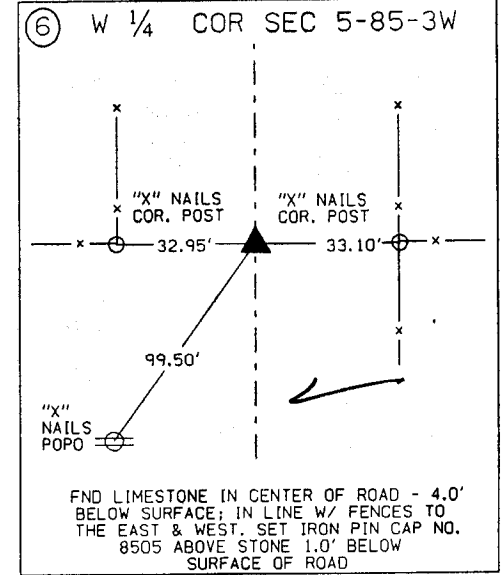 6 W 1/4 COR SEC 5-85-3W
"X" NAILS
COR. POST
"X" NAILS
COR. POST
32.95'
33.10'
99.50'
"X"
NAILS
POPO
FND LIMESTONE IN CENTER OF ROAD - 4.0'
BELOW SURFACE; IN LINE W/ FENCES TO
THE EAST & WEST. SET IRON PIN CAP NO.
8505 ABOVE STONE 1.0' BELOW
SURFACE OF ROAD